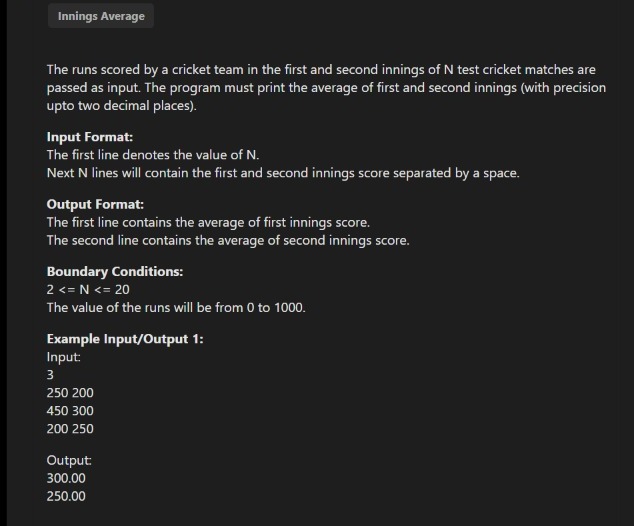 Innings Average
The runs scored by a cricket team in the first and second innings of N test cricket matches are
passed as input. The program must print the average of first and second innings (with precision
upto two decimal places).
Input Format:
The first line denotes the value of N.
Next N lines will contain the first and second innings score separated by a space.
Output Format:
The first line contains the average of first innings score.
The second line contains the average of second innings score.
Boundary Conditions:
2 <= N <= 20
The value of the runs will be from 0 to 1000.
Example Input/Output 1:
Input:
3
250 200
450 300
200 250
Output:
300.00
250.00